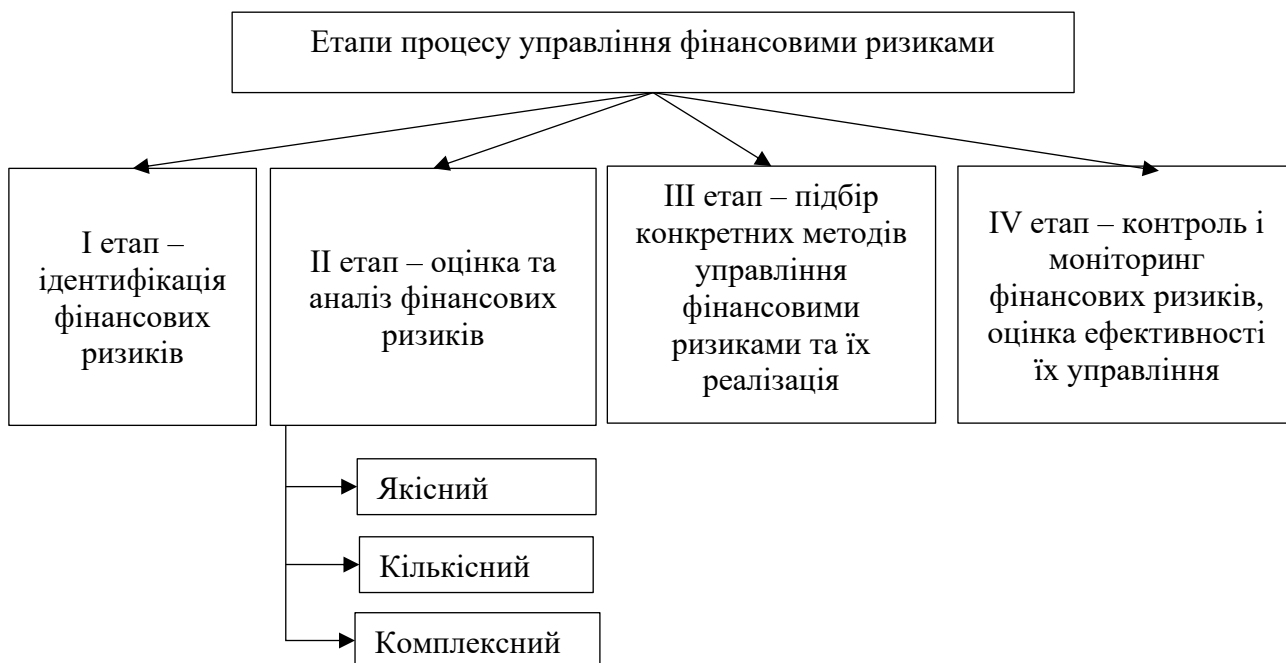 Етапи процесу управління фінансовими ризиками
І етап –
ідентифікація
фінансових
ризиків
ІІ етап – оцінка та
аналіз фінансових
ризиків
ІІІ етап – підбір
конкретних методів
управління
фінансовими
ризиками та їх
реалізація
IV етап – контроль і
моніторинг
фінансових ризиків,
оцінка ефективності
їх управління
Якісний
Кількісний
Комплексний